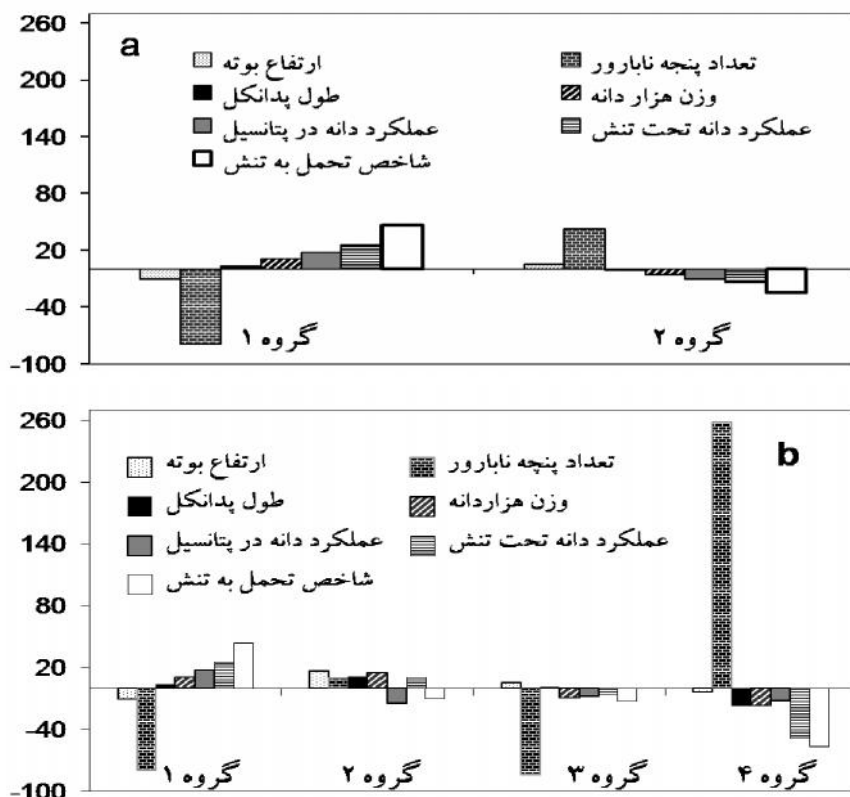 260
a
ارتفاع بوته
تعداد پنجه نابارور
200
طول پدانکل
وزن هزار دانه
140
عملکرد دانه در پتانسیل
عملکرد دانه تحت تنش
شاخص تحمل به تنش
80
20
-40
گروه ۱
گروه ۲
-100
260
b
ارتفاع بوته
تعداد پنچه نابارور
200
طول پدانکل
وزن هزاردانه
140
عملکرد دانه در پتانسیل
عملکرد دانه تحت تنش
شاخص تحمل به تنش
80
20
-40
گروه ۱
گروه ۲
گروه ۳
گروه ۴
-100